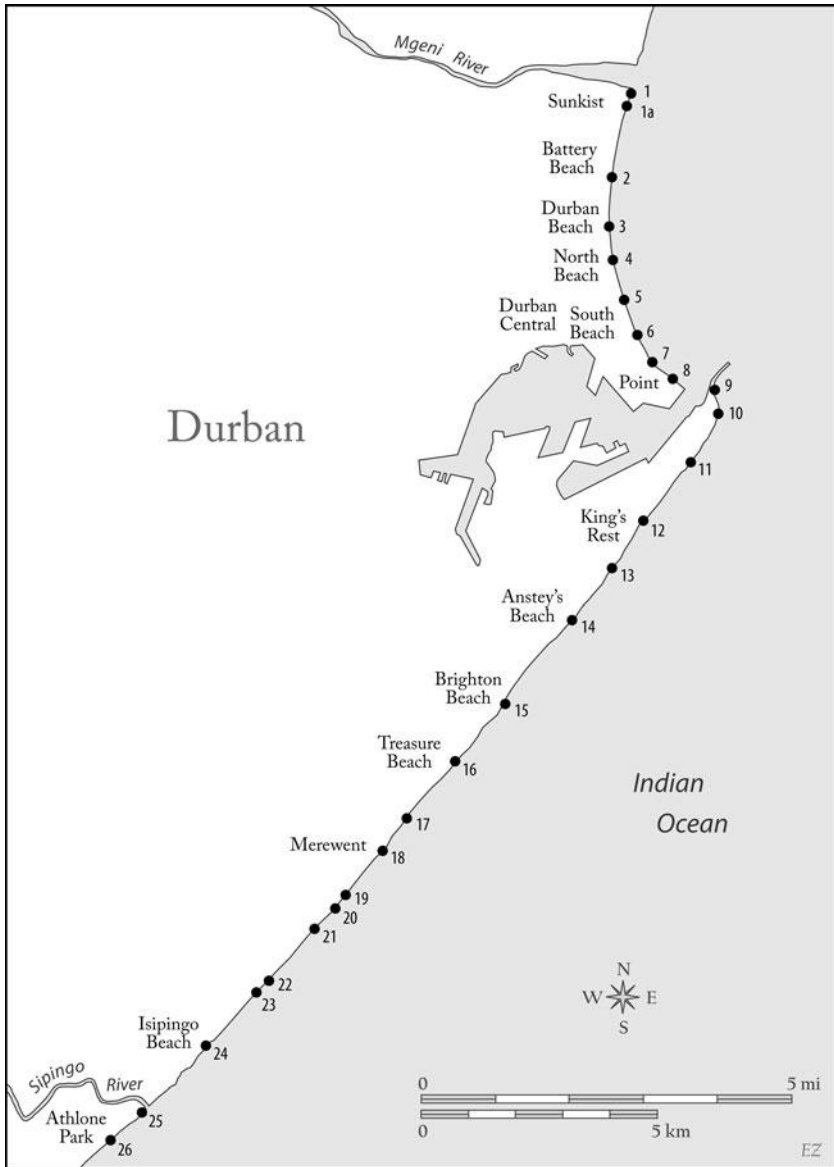 Mgeni River
1
Sunkist
1a
Battery
Beach
2
Durban
Beach
3
North
Beach
4
5
Durban
Central
South
Beach
6
7
Point
8
9
10
Durban
11
King's
Rest
12
13
Anstey's
Beach
14
Brighton
Beach
15
Treasure
Beach
16
Indian
Ocean
17
Merewent
18
19
20
21
22
23
N
W
E
S
Isipingo
Beach
24
Sipingo River
25
Athlone
Park
26
0
5 mi
0
5 km
EZ